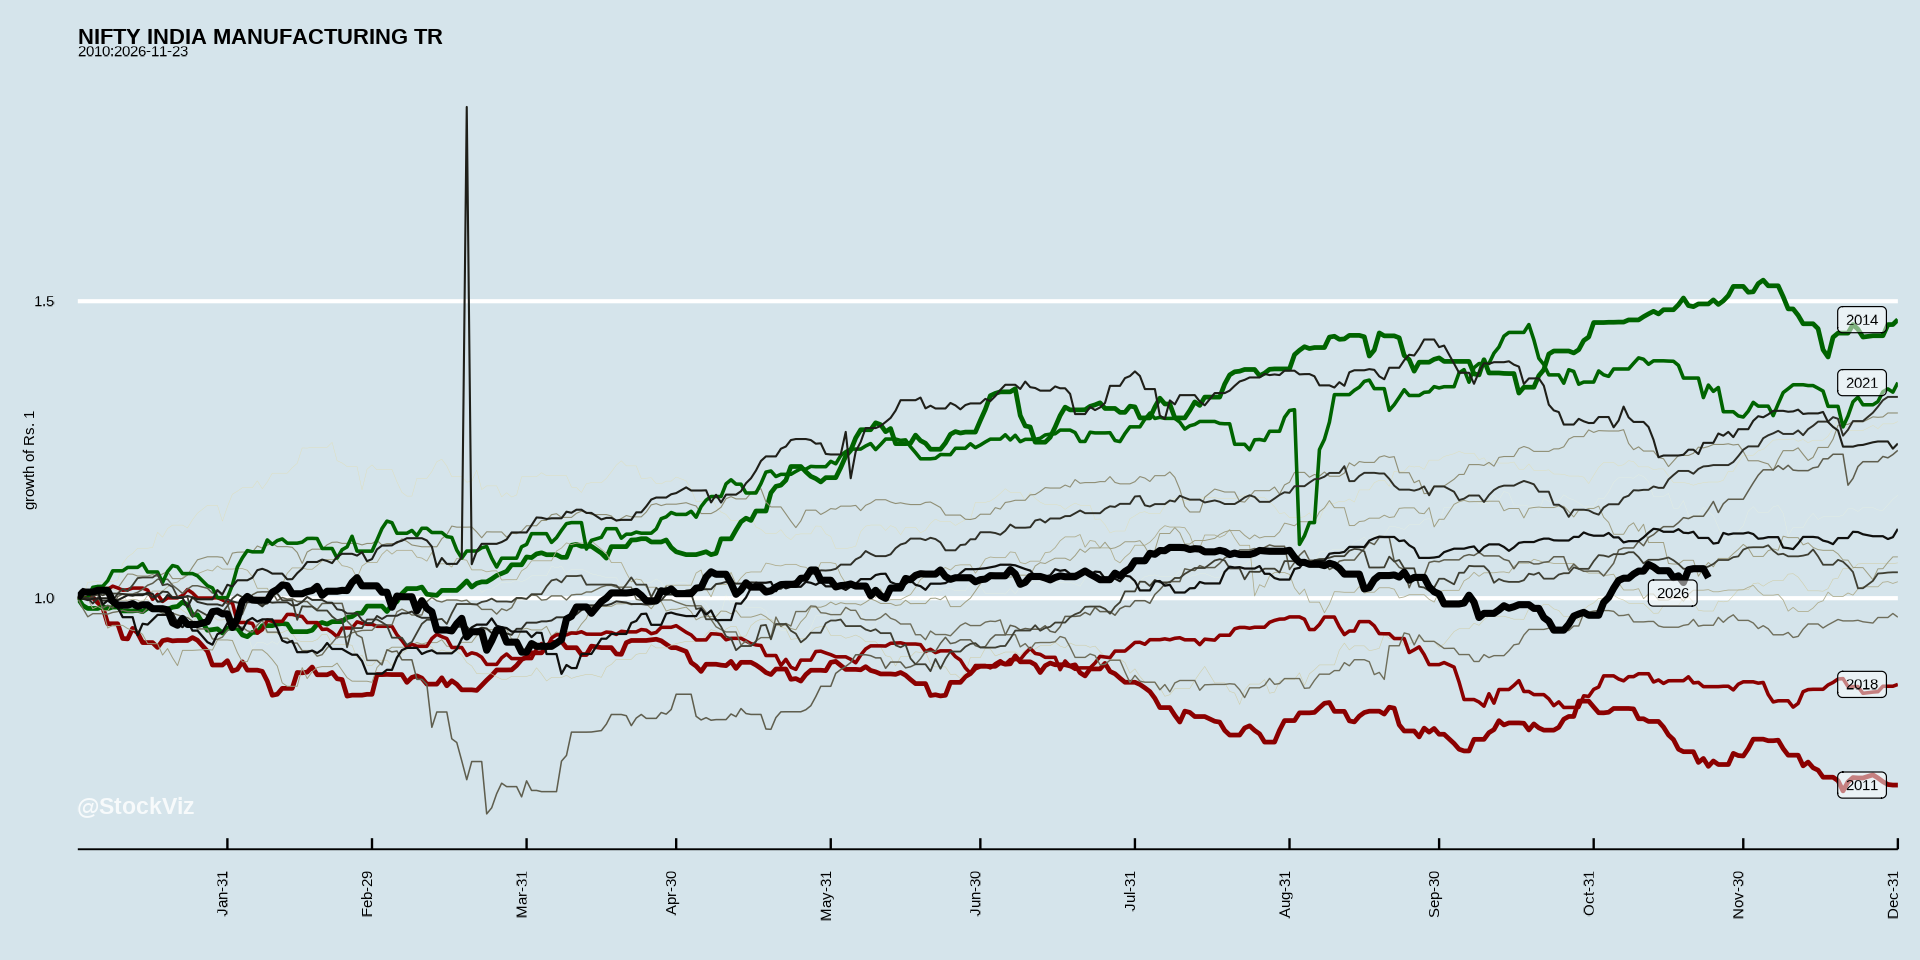 NIFTY INDIA MANUFACTURING TR
2010:2026-11-23
1.5
1.0
growth of Rs. 1
2014
2021
2026
2018
2011
@StockViz
Jan-31
Feb-29
Mar-31
Apr-30
May-31
Jun-30
Jul-31
Aug-31
Sep-30
Oct-31
Nov-30
Dec-31